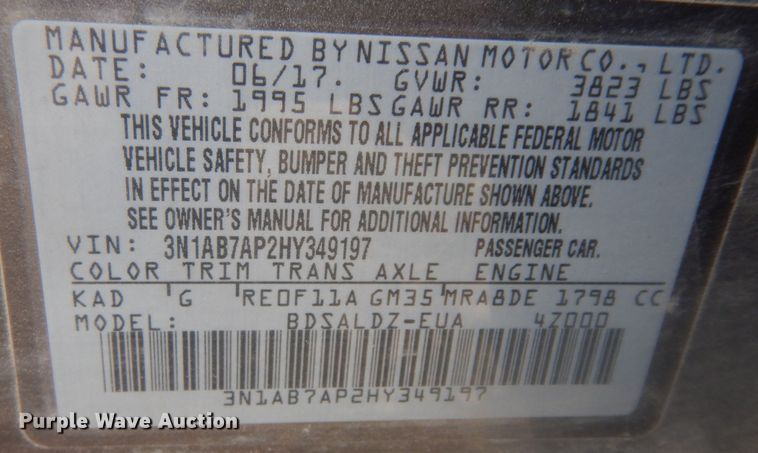 MANUFACTURED BY NISSAN MOTOR CO., LTD.
DATE: 06/17. GVWR: 3823 LBS
GAWR FR: 1995 LBS GAWR RR: 1841 LBS
THIS VEHICLE CONFORMS TO ALL APPLICABLE FEDERAL MOTOR
VEHICLE SAFETY, BUMPER AND THEFT PREVENTION STANDARDS
IN EFFECT ON THE DATE OF MANUFACTURE SHOWN ABOVE.
SEE OWNER'S MANUAL FOR ADDITIONAL INFORMATION.
VIN: 3N1AB7AP2HY349197 PASSENGER CAR.
COLOR TRIM TRANS AXLE ENGINE
KAD G RE0F11A GM35 MRA8DE 1798 CC
MODEL: BDSALDZ-EUA 4Z000
3N1AB7AP2HY349197
Purple Wave Auction